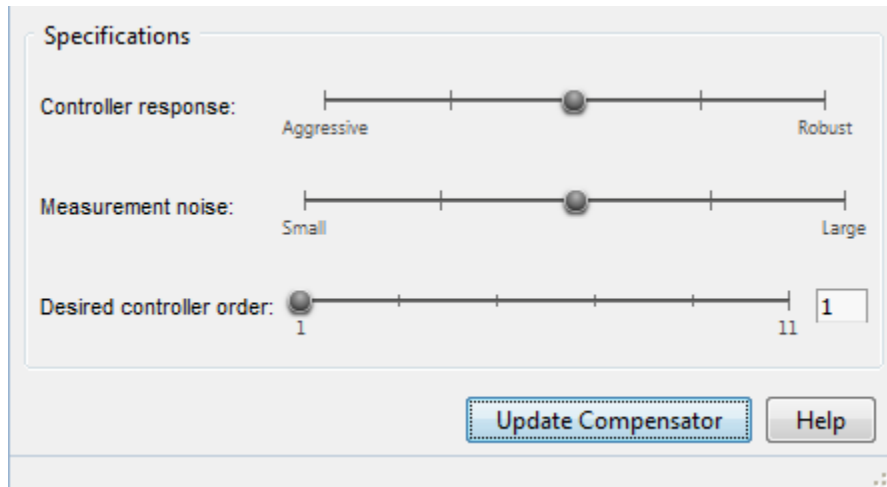 Specifications
Controller response:
Aggressive Robust
Measurement noise:
Small Large
Desired controller order: 1
1 11
Update Compensator Help